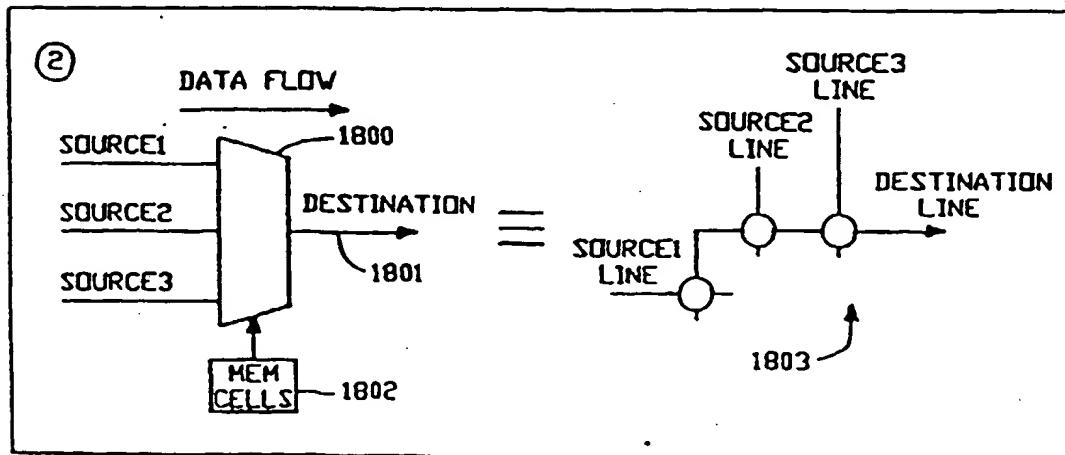 2
DATA FLOW
1800
SOURCE1
SOURCE2
SOURCE3
DESTINATION
1801
MEM
CELLS
1802
SOURCE3
LINE
SOURCE2
LINE
DESTINATION
LINE
SOURCE1
LINE
1803